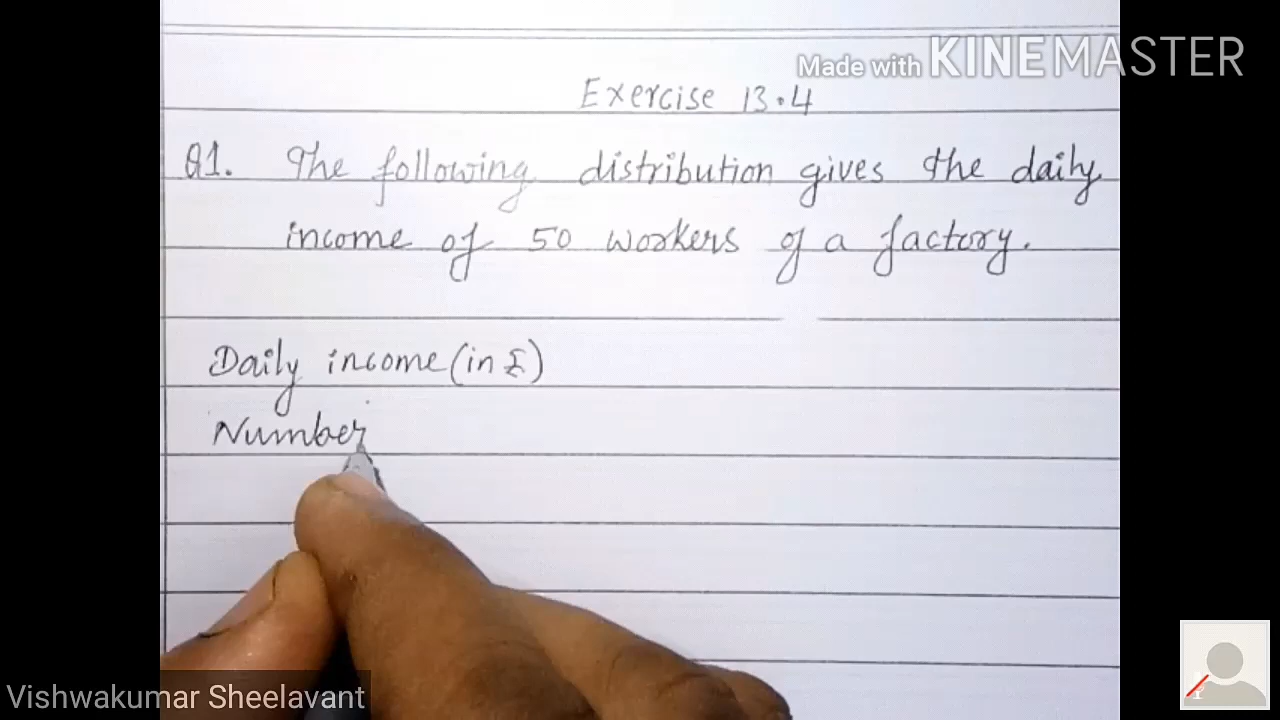 Made with KINEMASTER
Exercise 13.4
Q1. The following distribution gives the daily
income of 50 workers of a factory.
Daily income (in ₹)
Number
Vishwakumar Sheelavant